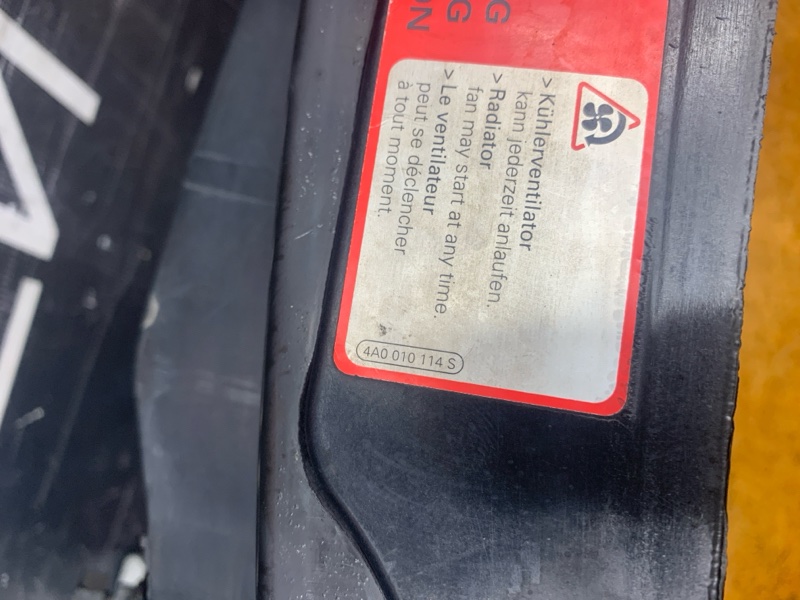 G
G
ON
> Kühlerventilator
kann jederzeit anlaufen.
> Radiator
fan may start at any time.
> Le ventilateur
peut se déclencher
à tout moment.
4A0 010 114 S